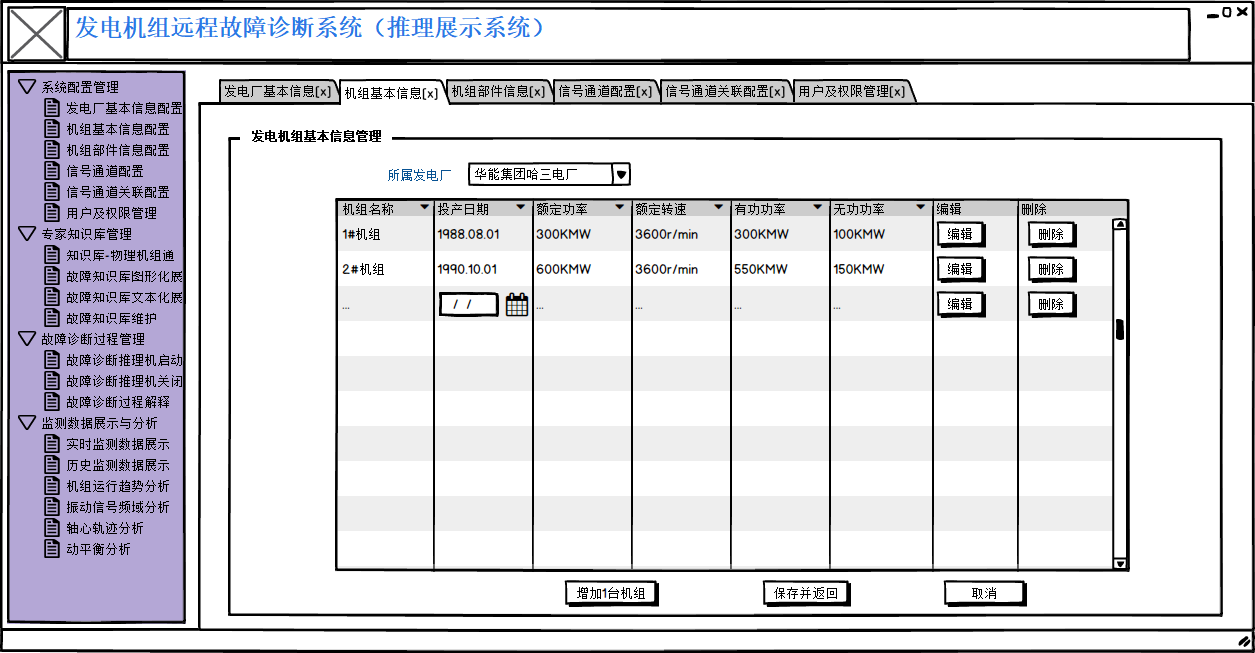 发电机组远程故障诊断系统（推理展示系统）
系统配置管理
发电厂基本信息配置
机组基本信息配置
机组部件信息配置
信号通道配置
信号通道关联配置
用户及权限管理
专家知识库管理
知识库-物理机组通
故障知识库图形化展
故障知识库文本化展
故障知识库维护
故障诊断过程管理
故障诊断推理机启动
故障诊断推理机关闭
故障诊断过程解释
监测数据展示与分析
实时监测数据展示
历史监测数据展示
机组运行趋势分析
振动信号频域分析
轴心轨迹分析
动平衡分析
发电厂基本信息[x] 机组基本信息[x] 机组部件信息[x] 信号通道配置[x] 信号通道关联配置[x] 用户及权限管理[x]
发电机组基本信息管理
所属发电厂 华能集团哈三电厂
机组名称 投产日期 额定功率 额定转速 有功功率 无功功率 编辑 删除
1#机组 1988.08.01 300KMW 3600r/min 300KMW 100KMW 编辑 删除
2#机组 1990.10.01 600KMW 3600r/min 550KMW 150KMW 编辑 删除
... / / ... ... ... ... 编辑 删除
增加1台机组 保存并返回 取消